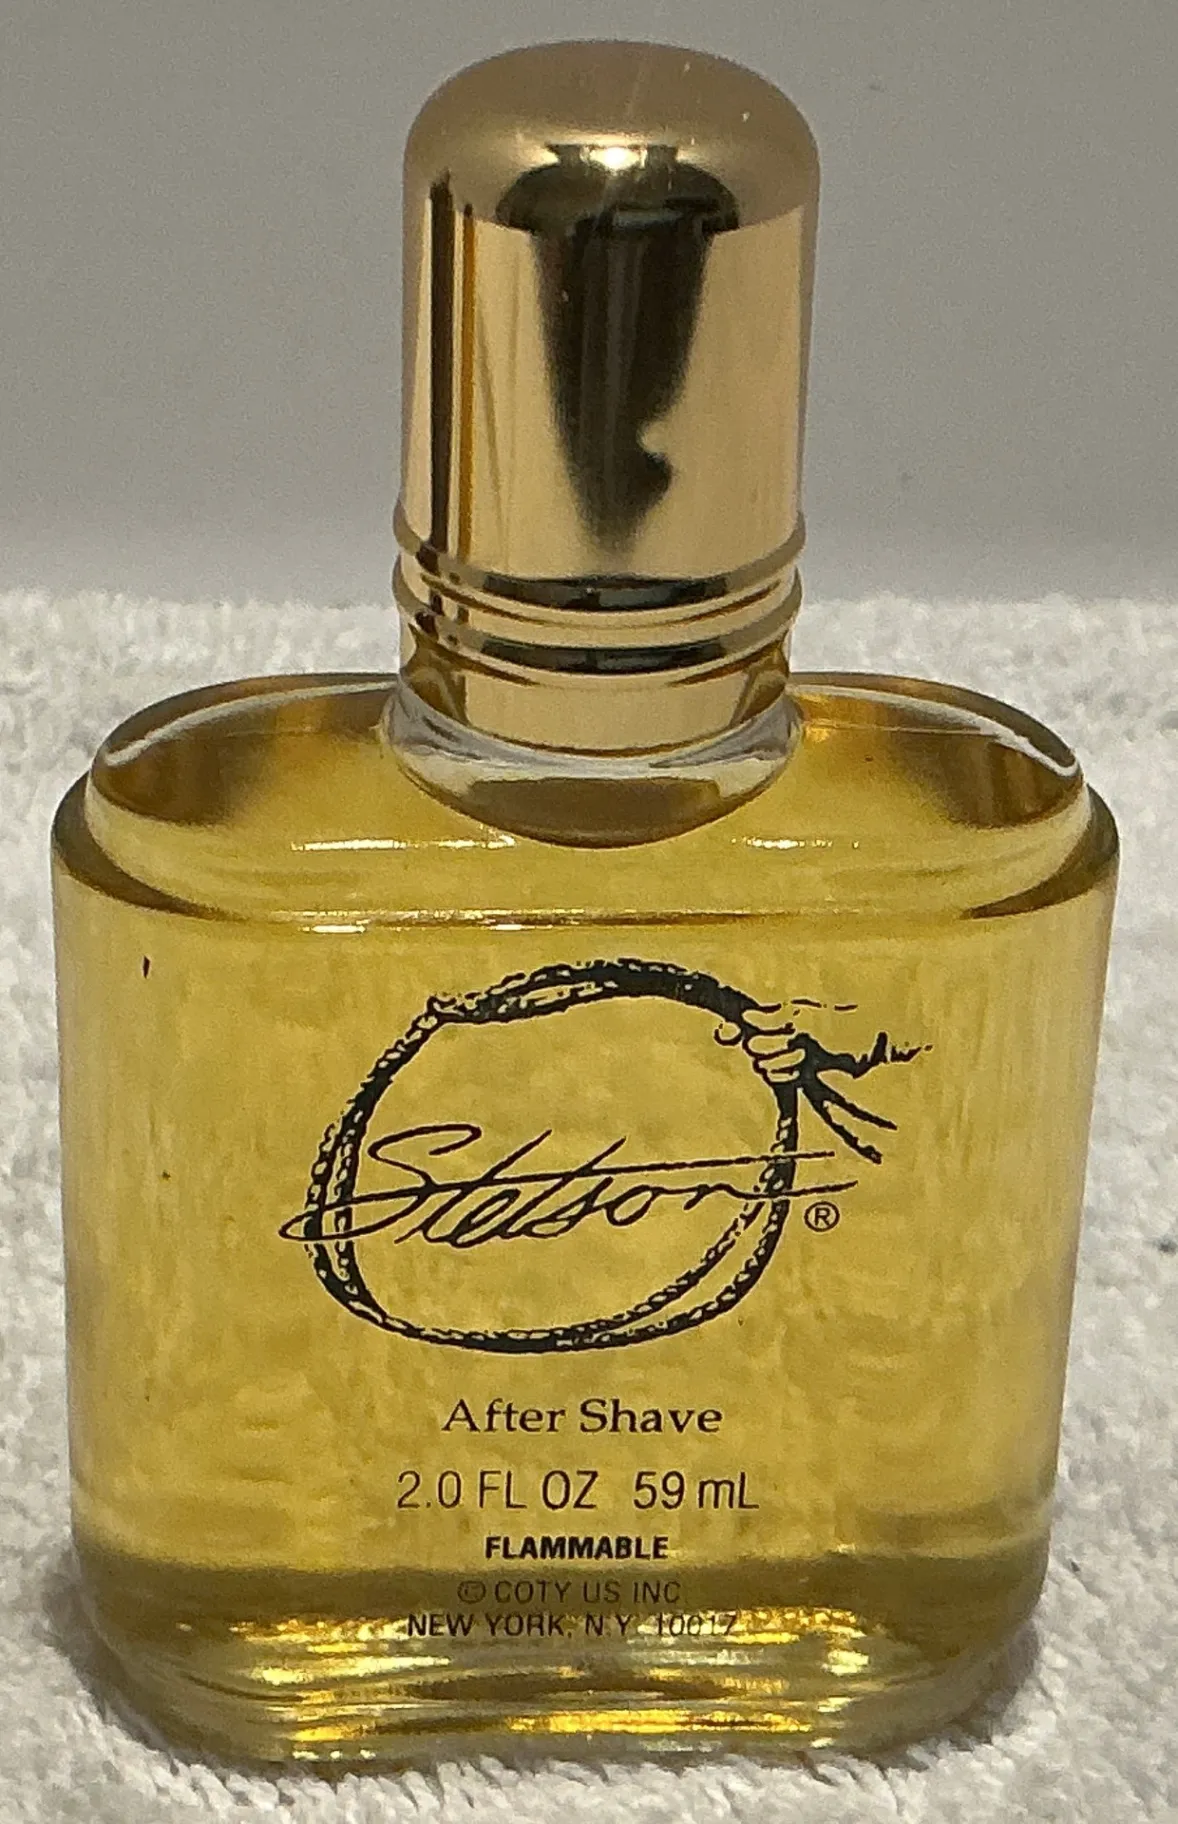 Stetson ®
After Shave
2.0 FL OZ 59 mL
FLAMMABLE
© COTY US INC
NEW YORK, N.Y. 10017